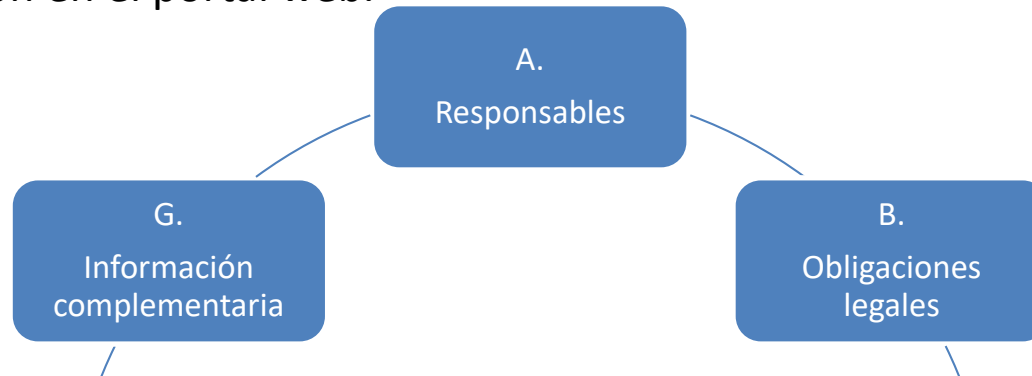 A.
Responsables
G.
Información
complementaria
B.
Obligaciones
legales